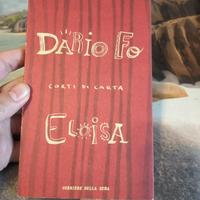 DARIO FO
CORTI DI CARTA
ELOISA
CORRIERE DELLA SERA